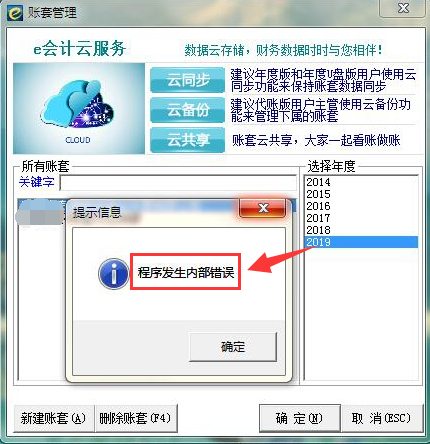 账套管理
e会计云服务
数据云存储，财务数据时时与您相伴！
CLOUD
云同步
建议年度版和年度U盘版用户使用云
同步功能来保持账套数据同步
云备份
建议代账版用户主管使用云备份功
能来管理下属的账套
云共享
账套云共享，大家一起看账做账
所有账套
关键字
选择年度
2014
2015
2016
2017
2018
2019
提示信息
程序发生内部错误
确定
新建账套(A)
删除账套(F4)
确 定(N)
取 消(ESC)